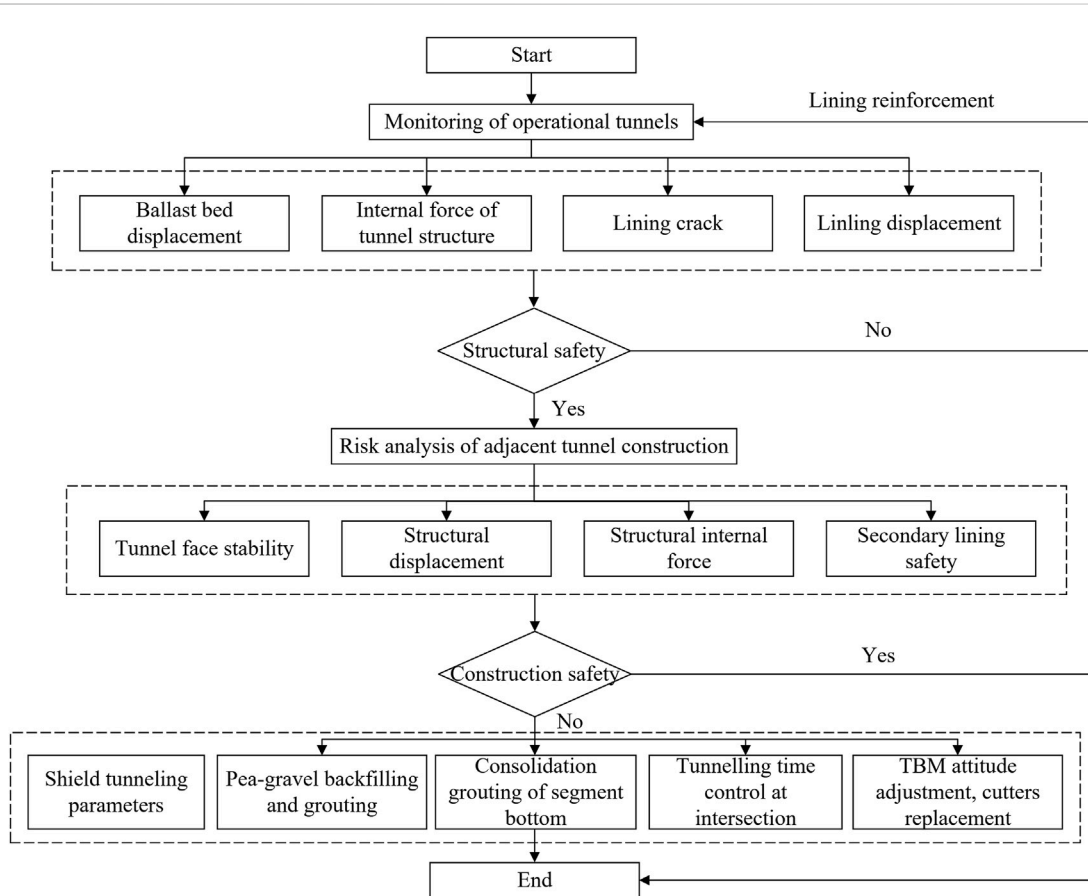 Start
Lining reinforcement
Monitoring of operational tunnels
Ballast bed
displacement
Internal force of
tunnel structure
Lining crack
Linling displacement
No
Structural safety
Yes
Risk analysis of adjacent tunnel construction
Tunnel face stability
Structural
displacement
Structural internal
force
Secondary lining
safety
Yes
Construction safety
No
Shield tunneling
parameters
Pea-gravel backfilling
and grouting
Consolidation
grouting of segment
bottom
Tunnelling time
control at
intersection
TBM attitude
adjustment, cutters
replacement
End